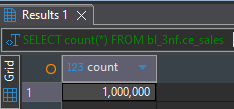 Results 1
SELECT count(*) FROM bl_3nf.ce_sales
Grid
123 count
1
1,000,000